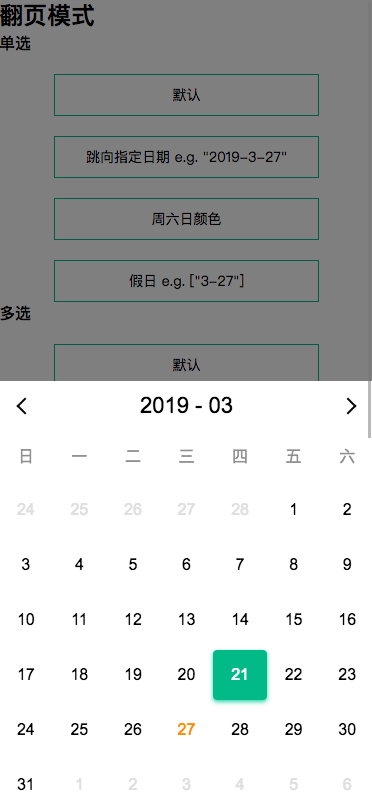 翻页模式
单选
默认
跳向指定日期 e.g. "2019-3-27"
周六日颜色
假日 e.g. ["3-27"]
多选
默认
2019 - 03
日 一 二 三 四 五 六
24 25 26 27 28 1 2
3 4 5 6 7 8 9
10 11 12 13 14 15 16
17 18 19 20 21 22 23
24 25 26 27 28 29 30
31 1 2 3 4 5 6